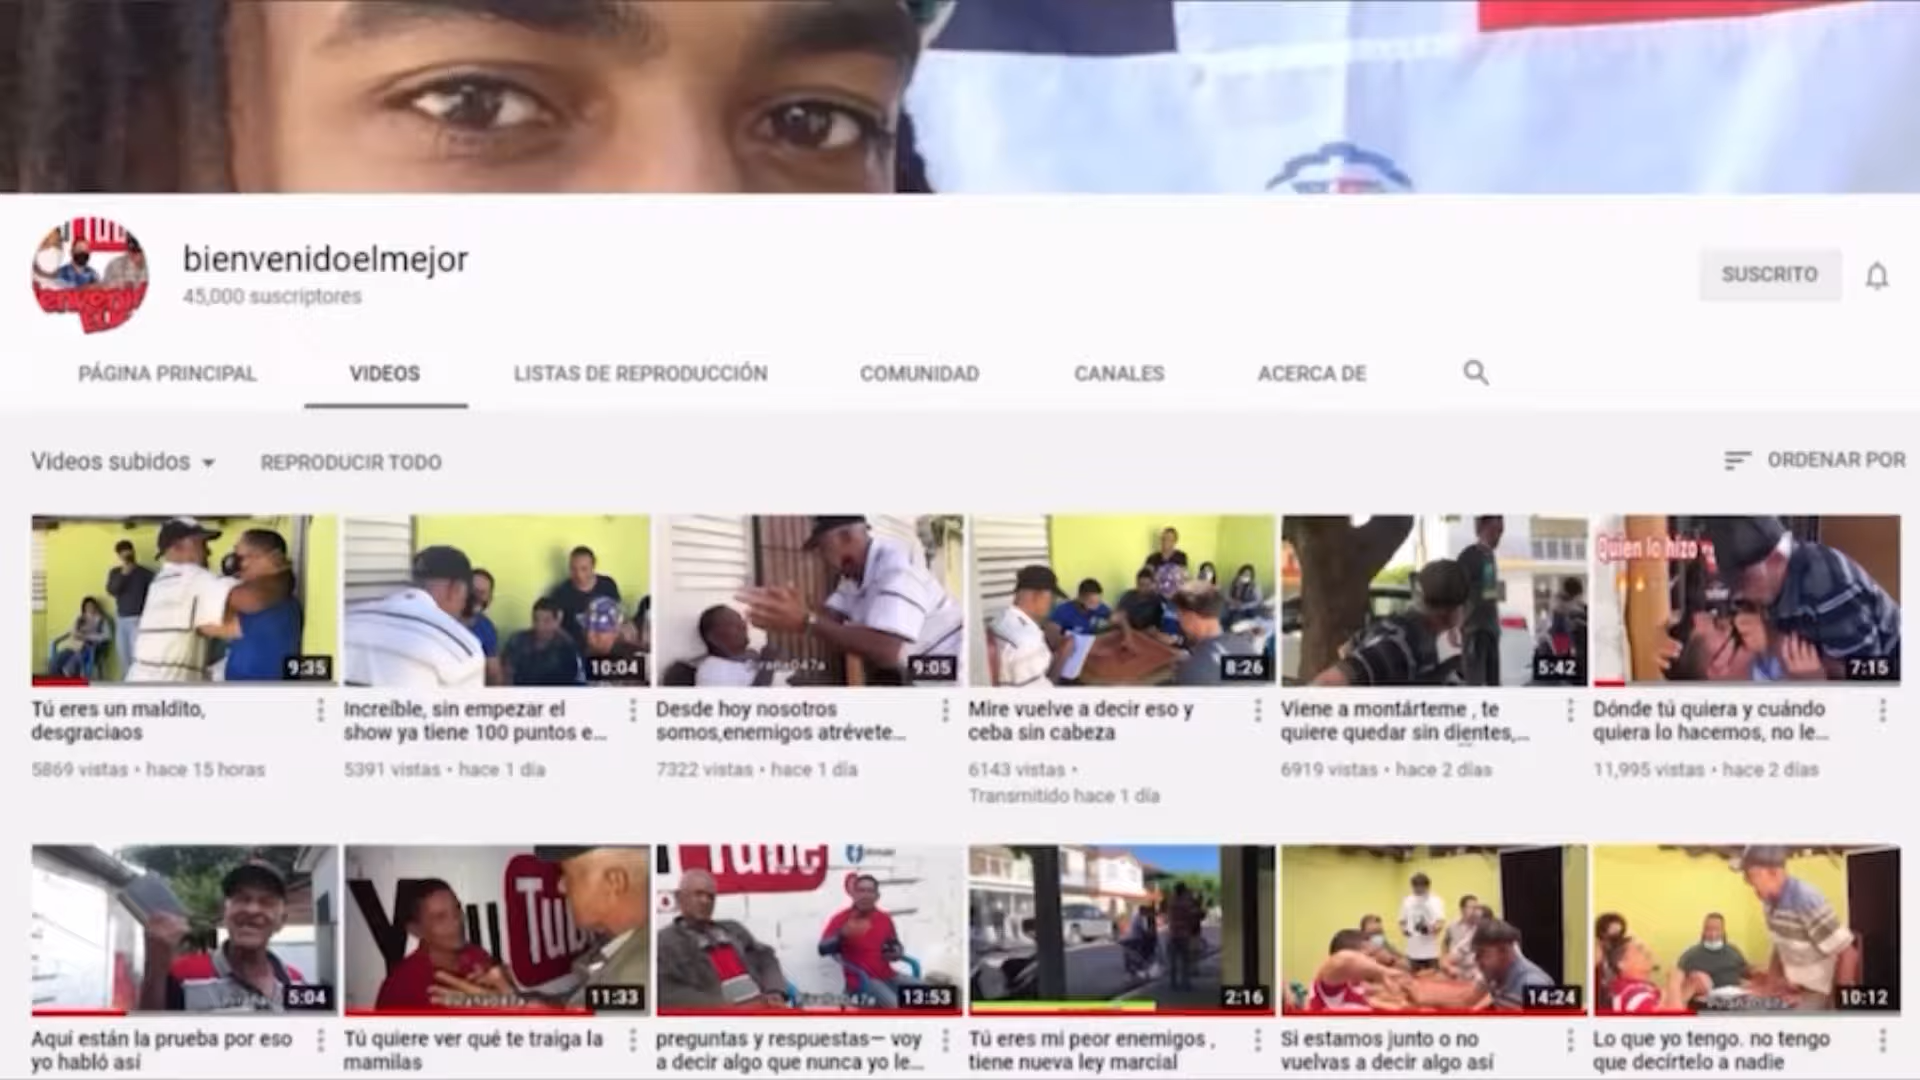 bienvenidoelmejor
45,000 suscriptores
SUSCRITO
PÁGINA PRINCIPAL
VIDEOS
LISTAS DE REPRODUCCIÓN
COMUNIDAD
CANALES
ACERCA DE
Videos subidos
REPRODUCIR TODO
ORDENAR POR
9:35
10:04
9:05
8:26
5:42
Quien lo hizo
7:15
Tú eres un maldito,
desgraciaos
5869 vistas • hace 15 horas
Increíble, sin empezar el
show ya tiene 100 puntos e...
5391 vistas • hace 1 día
Desde hoy nosotros
somos,enemigos atrévete...
7322 vistas • hace 1 día
Mire vuelve a decir eso y
ceba sin cabeza
6143 vistas •
Transmitido hace 1 día
Viene a montárteme , te
quiere quedar sin dientes,...
6919 vistas • hace 2 días
Dónde tú quiera y cuándo
quiera lo hacemos, no le...
11,995 vistas • hace 2 días
5:04
YouTube
11:33
Tube
13:53
2:16
14:24
10:12
Aquí están la prueba por eso
yo habló así
Tú quiere ver qué te traiga la
mamilas
preguntas y respuestas— voy
a decir algo que nunca yo le...
Tú eres mi peor enemigos ,
tiene nueva ley marcial
Si estamos junto o no
vuelvas a decir algo así
Lo que yo tengo. no tengo
que decírtelo a nadie